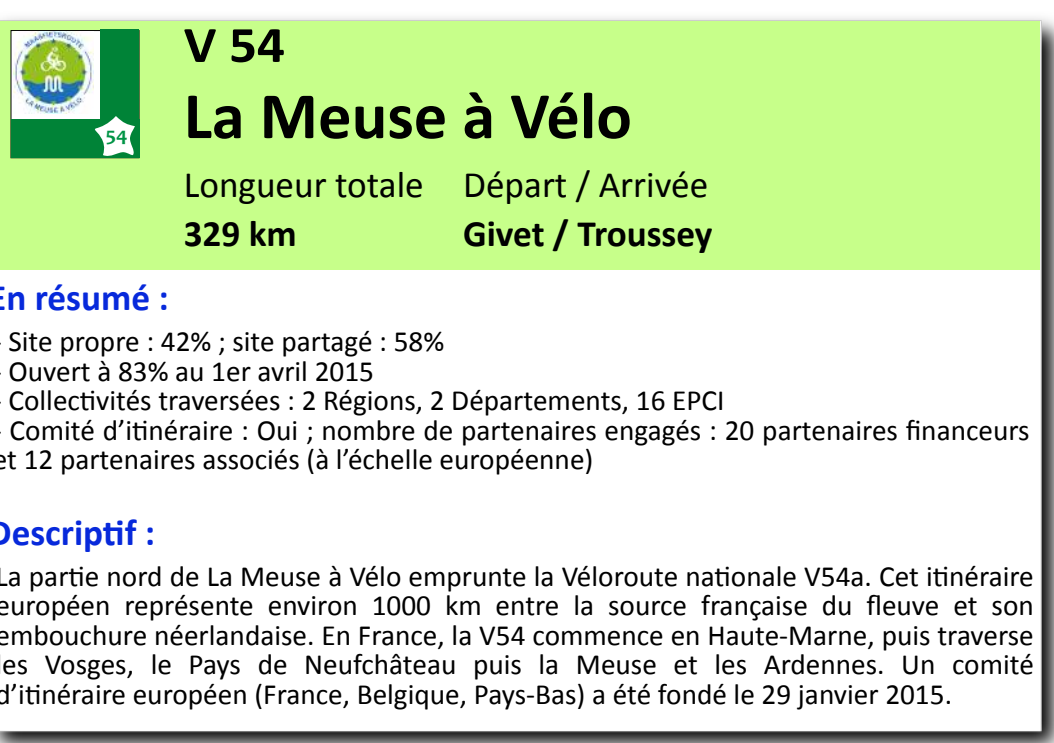 MAASFIETSROUTE
LA MEUSE À VÉLO
54
V 54
La Meuse à Vélo
Longueur totale Départ / Arrivée
329 km Givet / Troussey
En résumé :
- Site propre : 42% ; site partagé : 58%
- Ouvert à 83% au 1er avril 2015
- Collectivités traversées : 2 Régions, 2 Départements, 16 EPCI
- Comité d’itinéraire : Oui ; nombre de partenaires engagés : 20 partenaires financeurs
et 12 partenaires associés (à l’échelle européenne)
Descriptif :
La partie nord de La Meuse à Vélo emprunte la Véloroute nationale V54a. Cet itinéraire
européen représente environ 1000 km entre la source française du fleuve et son
embouchure néerlandaise. En France, la V54 commence en Haute-Marne, puis traverse
les Vosges, le Pays de Neufchâteau puis la Meuse et les Ardennes. Un comité
d’itinéraire européen (France, Belgique, Pays-Bas) a été fondé le 29 janvier 2015.